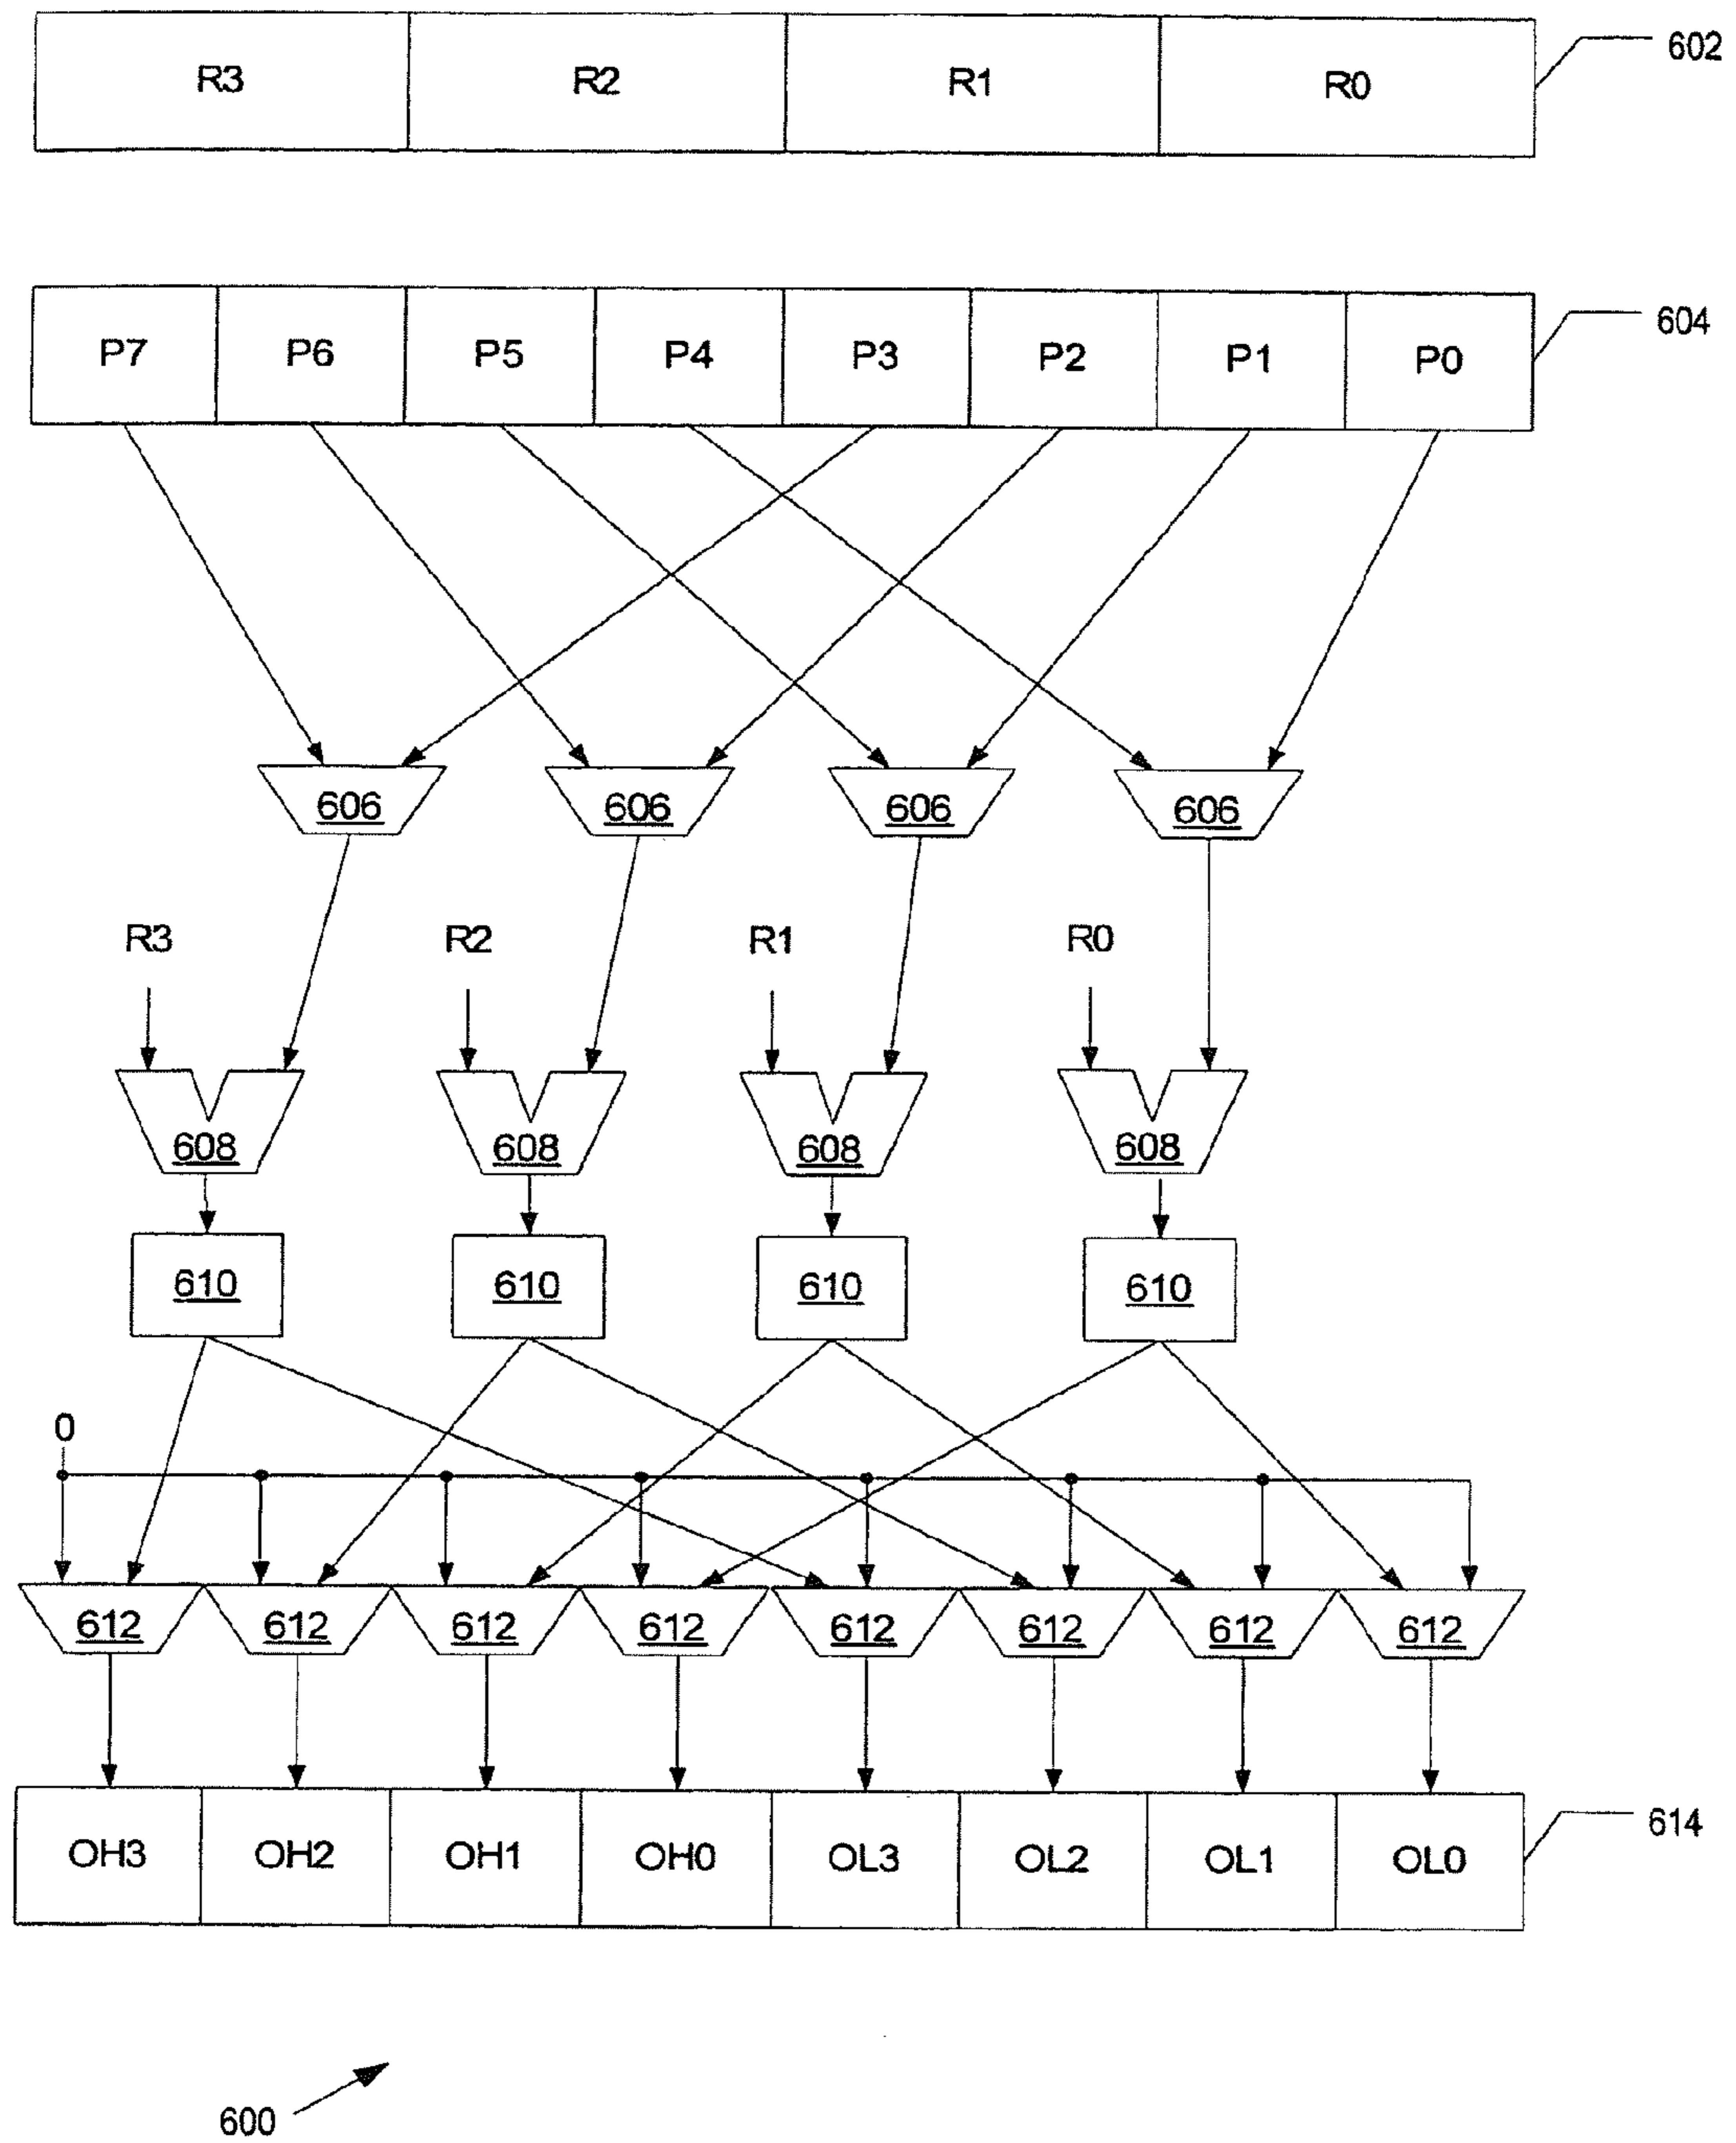 R3 R2 R1 R0 602
P7 P6 P5 P4 P3 P2 P1 P0 604
606 606 606 606
R3 R2 R1 R0
608 608 608 608
610 610 610 610
0
612 612 612 612 612 612 612 612
OH3 OH2 OH1 OH0 OL3 OL2 OL1 OL0 614
600